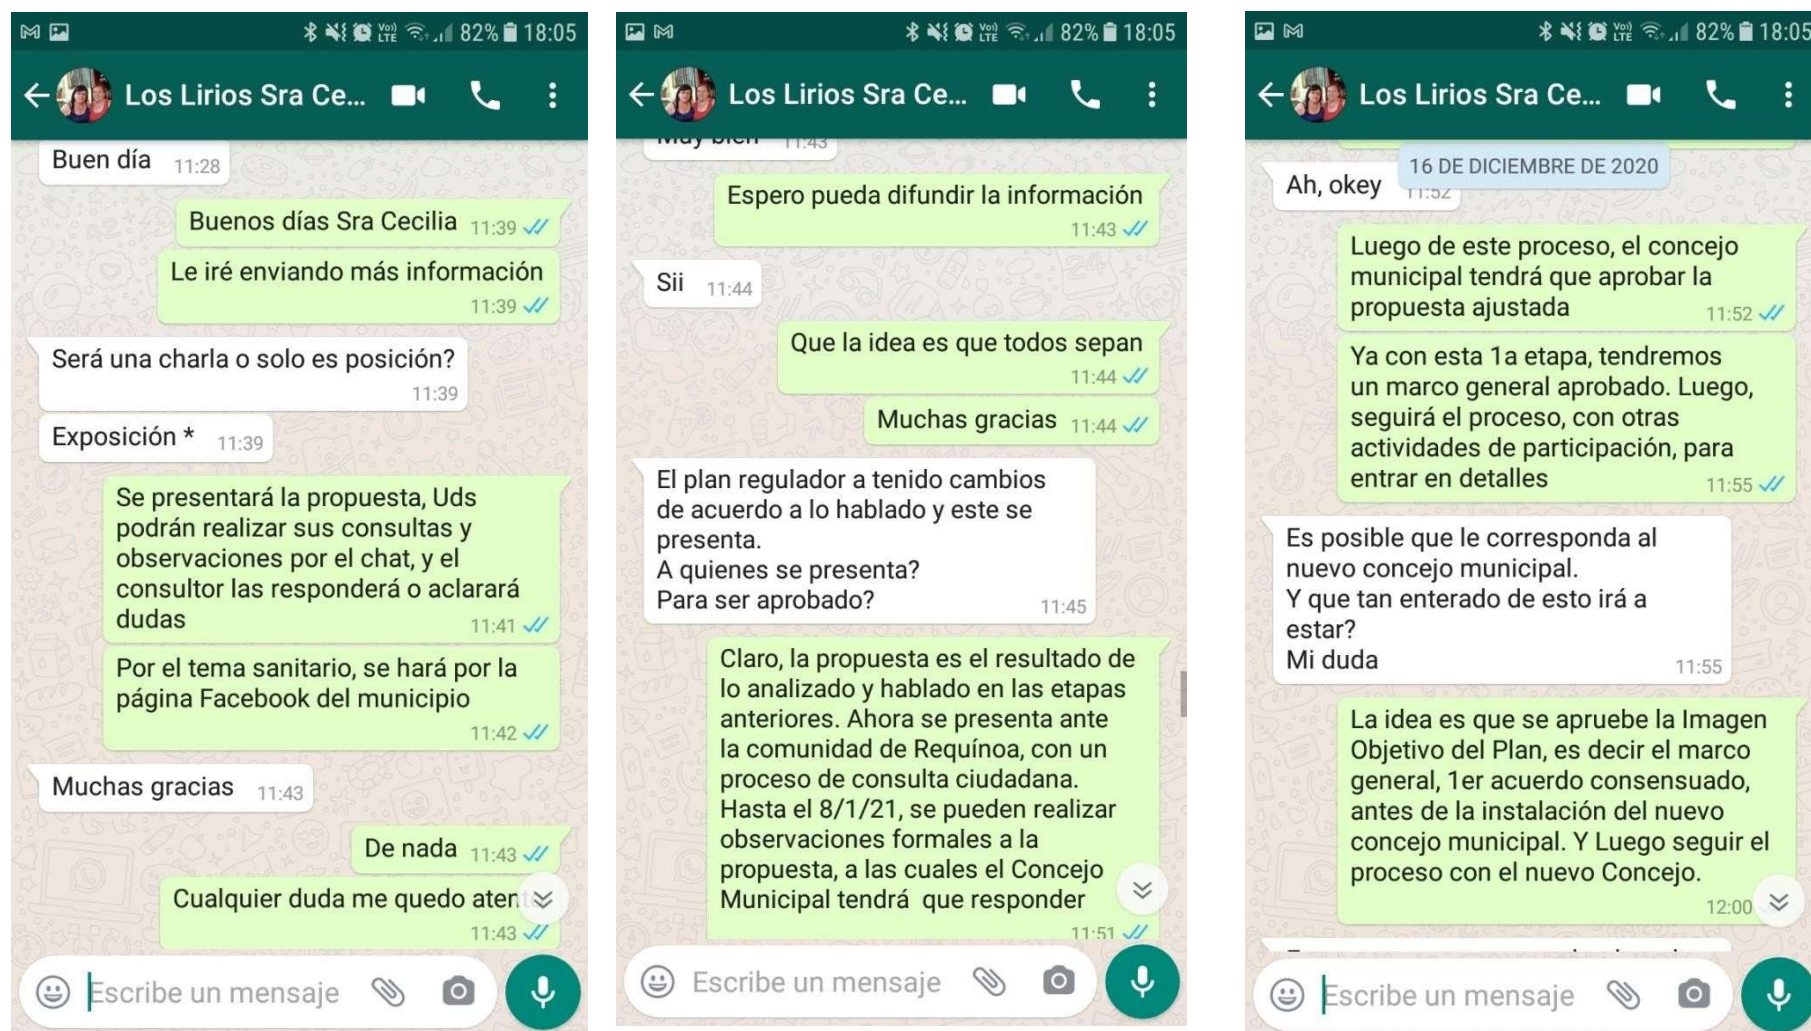 82% 18:05
Los Lirios Sra Ce...
Buen día 11:28
Buenos días Sra Cecilia 11:39
Le iré enviando más información
11:39
Será una charla o solo es posición?
11:39
Exposición * 11:39
Se presentará la propuesta, Uds
podrán realizar sus consultas y
observaciones por el chat, y el
consultor las responderá o aclarará
dudas 11:41
Por el tema sanitario, se hará por la
página Facebook del municipio
11:42
Muchas gracias 11:43
De nada 11:43
Cualquier duda me quedo
11:43
Escribe un mensaje
82% 18:05
Los Lirios Sra Ce...
Muy bien 11:43
Espero pueda difundir la información
11:43
Sii 11:44
Que la idea es que todos sepan
11:44
Muchas gracias 11:44
El plan regulador a tenido cambios
de acuerdo a lo hablado y este se
presenta.
A quienes se presenta?
Para ser aprobado? 11:45
Claro, la propuesta es el resultado de
lo analizado y hablado en las etapas
anteriores. Ahora se presenta ante
la comunidad de Requínoa, con un
proceso de consulta ciudadana.
Hasta el 8/1/21, se pueden realizar
observaciones formales a la
propuesta, a las cuales el Concejo
Municipal tendrá que responder
11:51
Escribe un mensaje
82% 18:05
Los Lirios Sra Ce...
16 DE DICIEMBRE DE 2020
Ah, okey 11:52
Luego de este proceso, el concejo
municipal tendrá que aprobar la
propuesta ajustada 11:52
Ya con esta 1a etapa, tendremos
un marco general aprobado. Luego,
seguirá el proceso, con otras
actividades de participación, para
entrar en detalles 11:55
Es posible que le corresponda al
nuevo concejo municipal.
Y que tan enterado de esto irá a
estar?
Mi duda 11:55
La idea es que se apruebe la Imagen
Objetivo del Plan, es decir el marco
general, 1er acuerdo consensuado,
antes de la instalación del nuevo
concejo municipal. Y Luego seguir el
proceso con el nuevo Concejo.
12:00
Escribe un mensaje